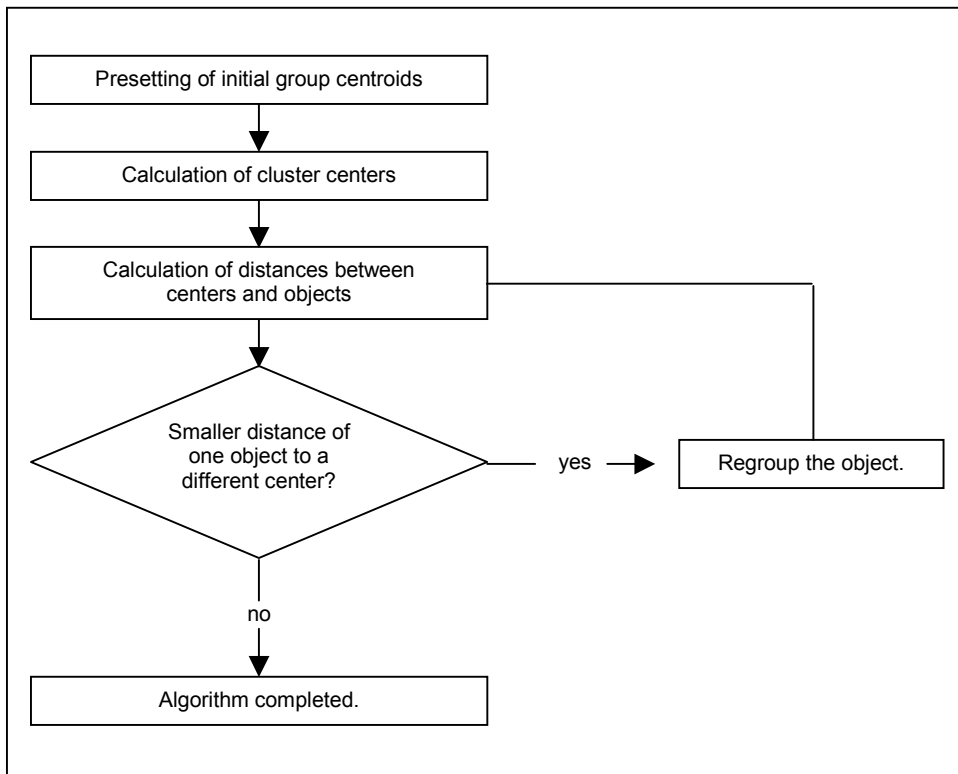 Presetting of initial group centroids
Calculation of cluster centers
Calculation of distances between
centers and objects
Smaller distance of
one object to a
different center?
yes
Regroup the object.
no
Algorithm completed.